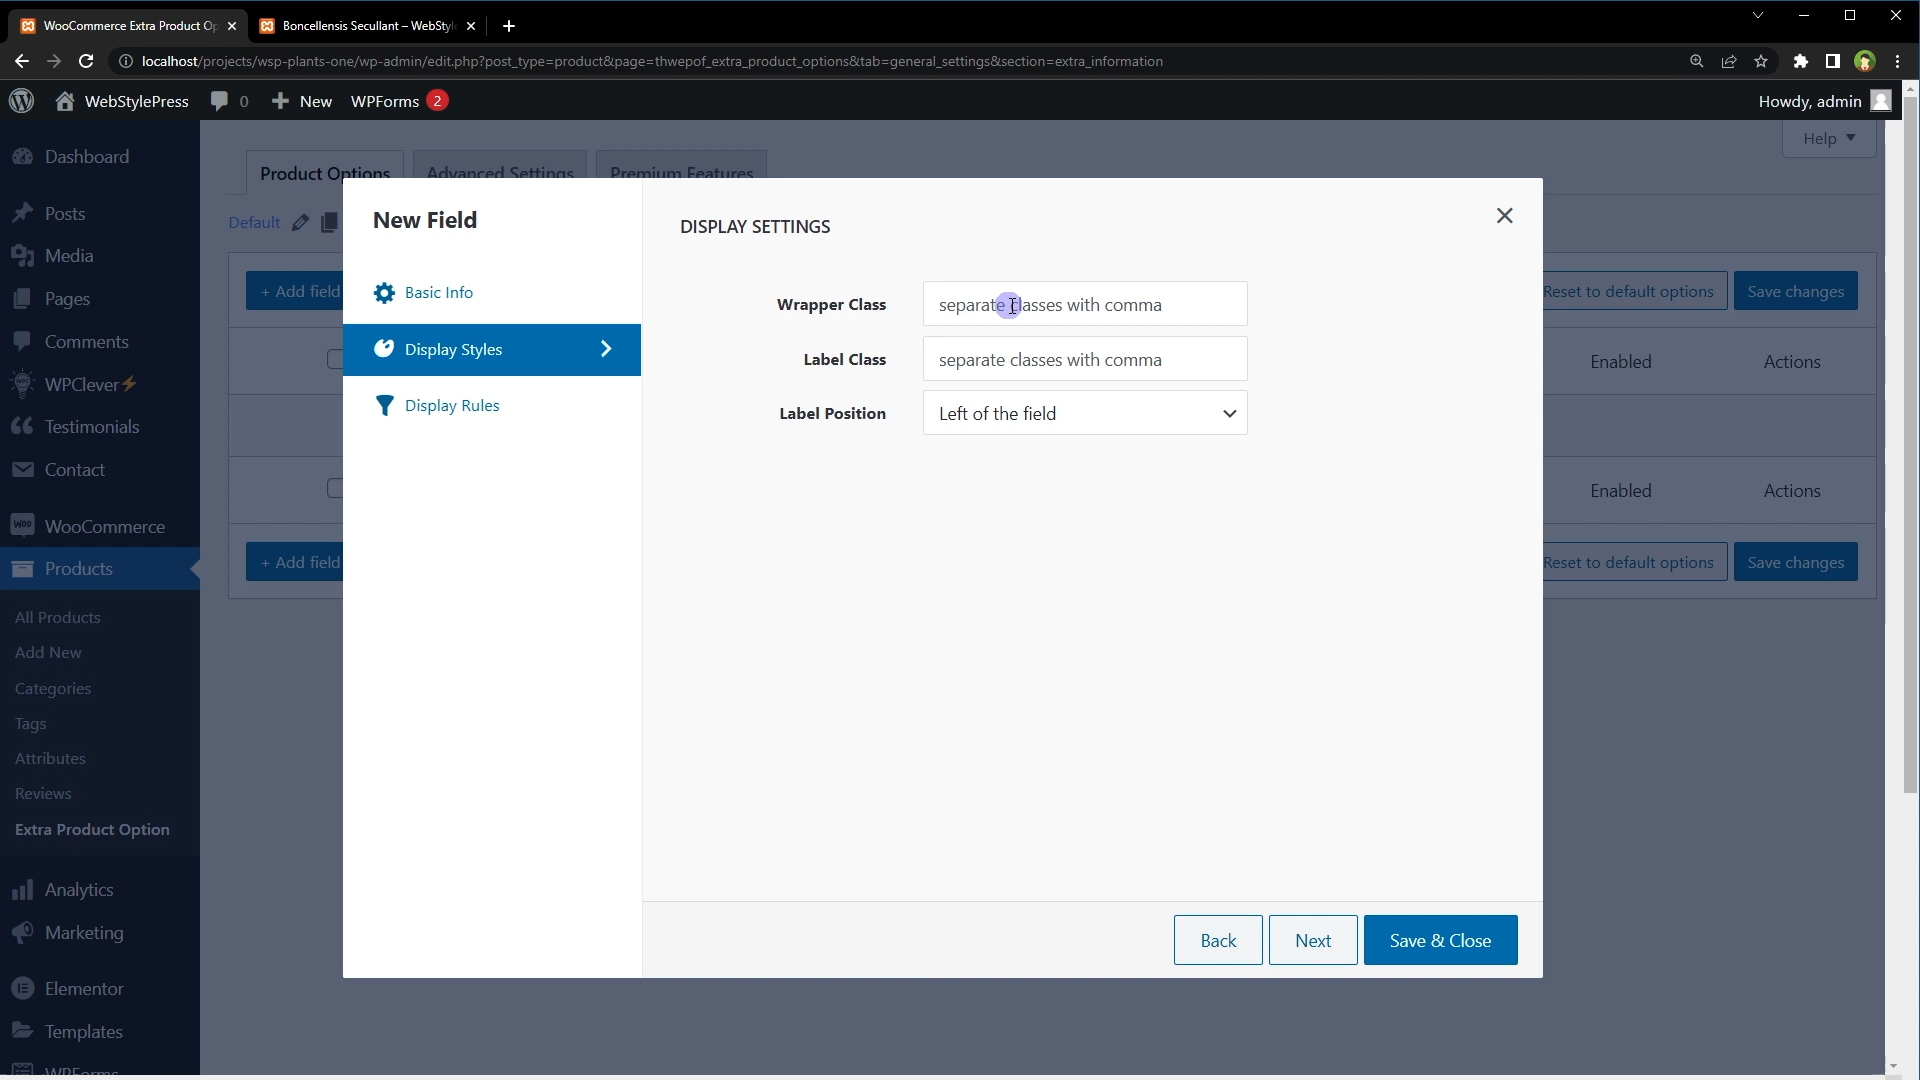 WooCommerce Extra Product Op
Boncellensis Secullant – WebStyle
localhost/projects/wsp-plants-one/wp-admin/edit.php?post_type=product&page=thwepof_extra_product_options&tab=general_settings&section=extra_information
WebStylePress
0
New
WPForms
2
Howdy, admin
Help
Dashboard
Posts
Media
Pages
Comments
WPClever⚡
Testimonials
Contact
WooCommerce
Products
All Products
Add New
Categories
Tags
Attributes
Reviews
Extra Product Option
Analytics
Marketing
Elementor
Templates
WPForms
Product Options
Advanced Settings
Premium Features
Default
+ Add field
Reset to default options
Save changes
Enabled
Actions
Enabled
Actions
+ Add field
Reset to default options
Save changes
New Field
Basic Info
Display Styles
Display Rules
DISPLAY SETTINGS
Wrapper Class
separate classes with comma
Label Class
separate classes with comma
Label Position
Left of the field
Back
Next
Save & Close